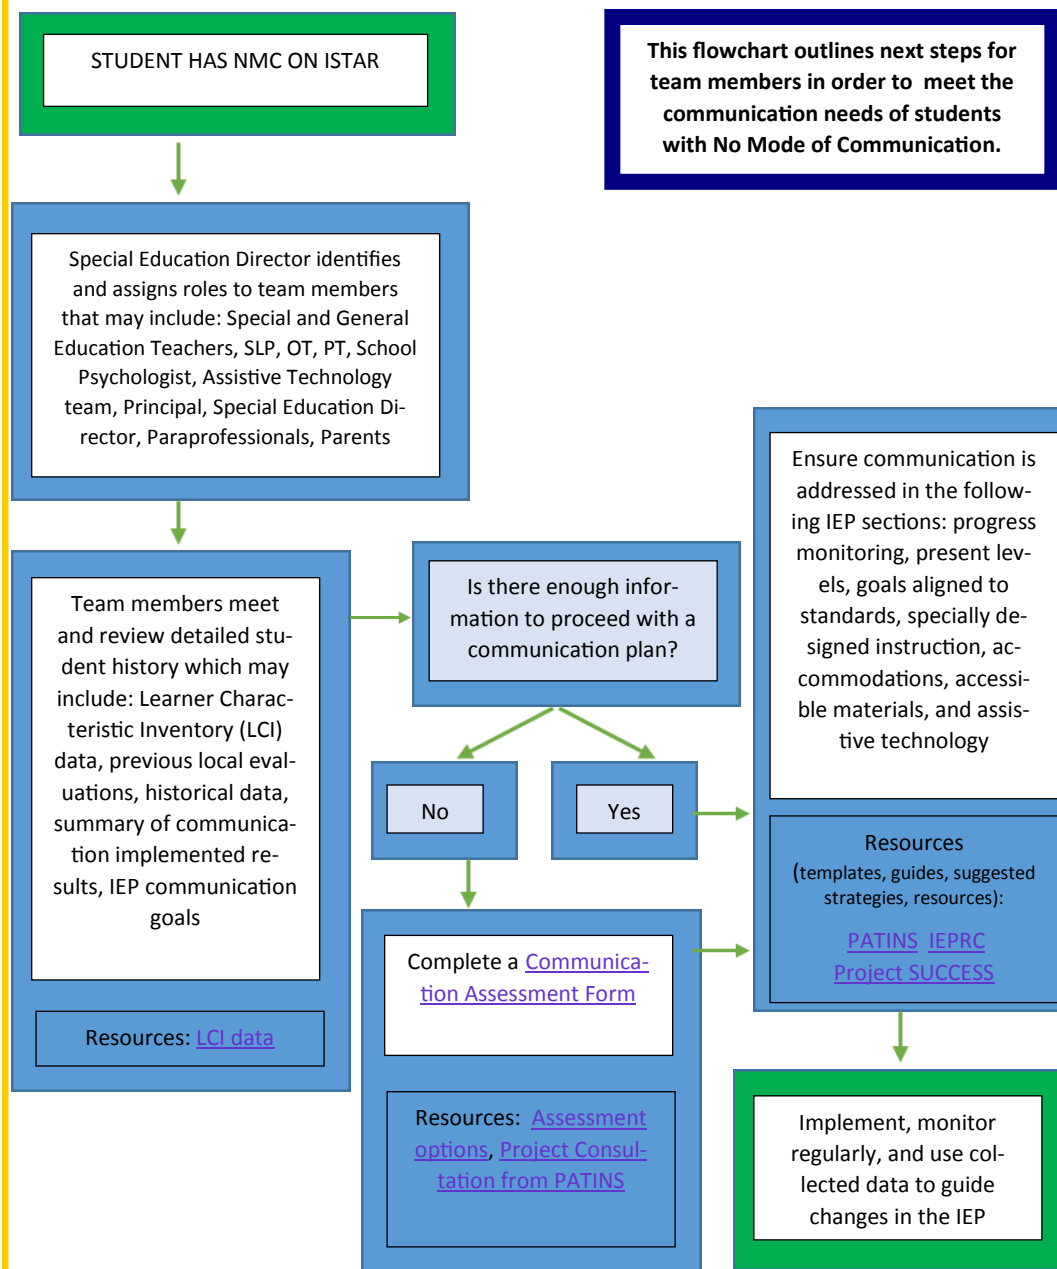 STUDENT HAS NMC ON ISTAR
This flowchart outlines next steps for
team members in order to meet the
communication needs of students
with No Mode of Communication.
Special Education Director identifies
and assigns roles to team members
that may include: Special and General
Education Teachers, SLP, OT, PT, School
Psychologist, Assistive Technology
team, Principal, Special Education Di-
rector, Paraprofessionals, Parents
Team members meet
and review detailed stu-
dent history which may
include: Learner Charac-
teristic Inventory (LCI)
data, previous local eval-
uations, historical data,
summary of communica-
tion implemented re-
sults, IEP communication
goals
Resources: LCI data
Is there enough infor-
mation to proceed with a
communication plan?
No
Yes
Complete a Communica-
tion Assessment Form
Resources: Assessment
options, Project Consul-
tation from PATINS
Ensure communication is
addressed in the follow-
ing IEP sections: progress
monitoring, present lev-
els, goals aligned to
standards, specially de-
signed instruction, ac-
commodations, accessi-
ble materials, and assis-
tive technology
Resources
(templates, guides, suggested
strategies, resources):
PATINS IEPRC
Project SUCCESS
Implement, monitor
regularly, and use col-
lected data to guide
changes in the IEP